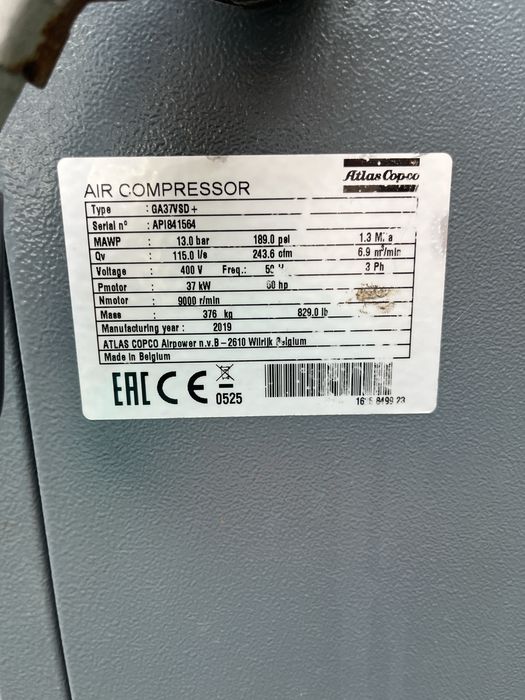 Atlas Copco
AIR COMPRESSOR
Type : GA37VSD+
Serial n° : API841564
MAWP : 13.0 bar 189.0 psi 1.3
Qv : 115.0 l/s 243.6 cfm 6.9 m³/min
Voltage : 400 V Freq.: 3 Ph
Pmotor : 37 kW hp
Nmotor : 9000 r/min
Mass : 376 kg 829.0 lb
Manufacturing year : 2019
ATLAS COPCO Airpower n.v. B – 2610 Wilrijk Belgium
Made in Belgium
EAC CE 0525